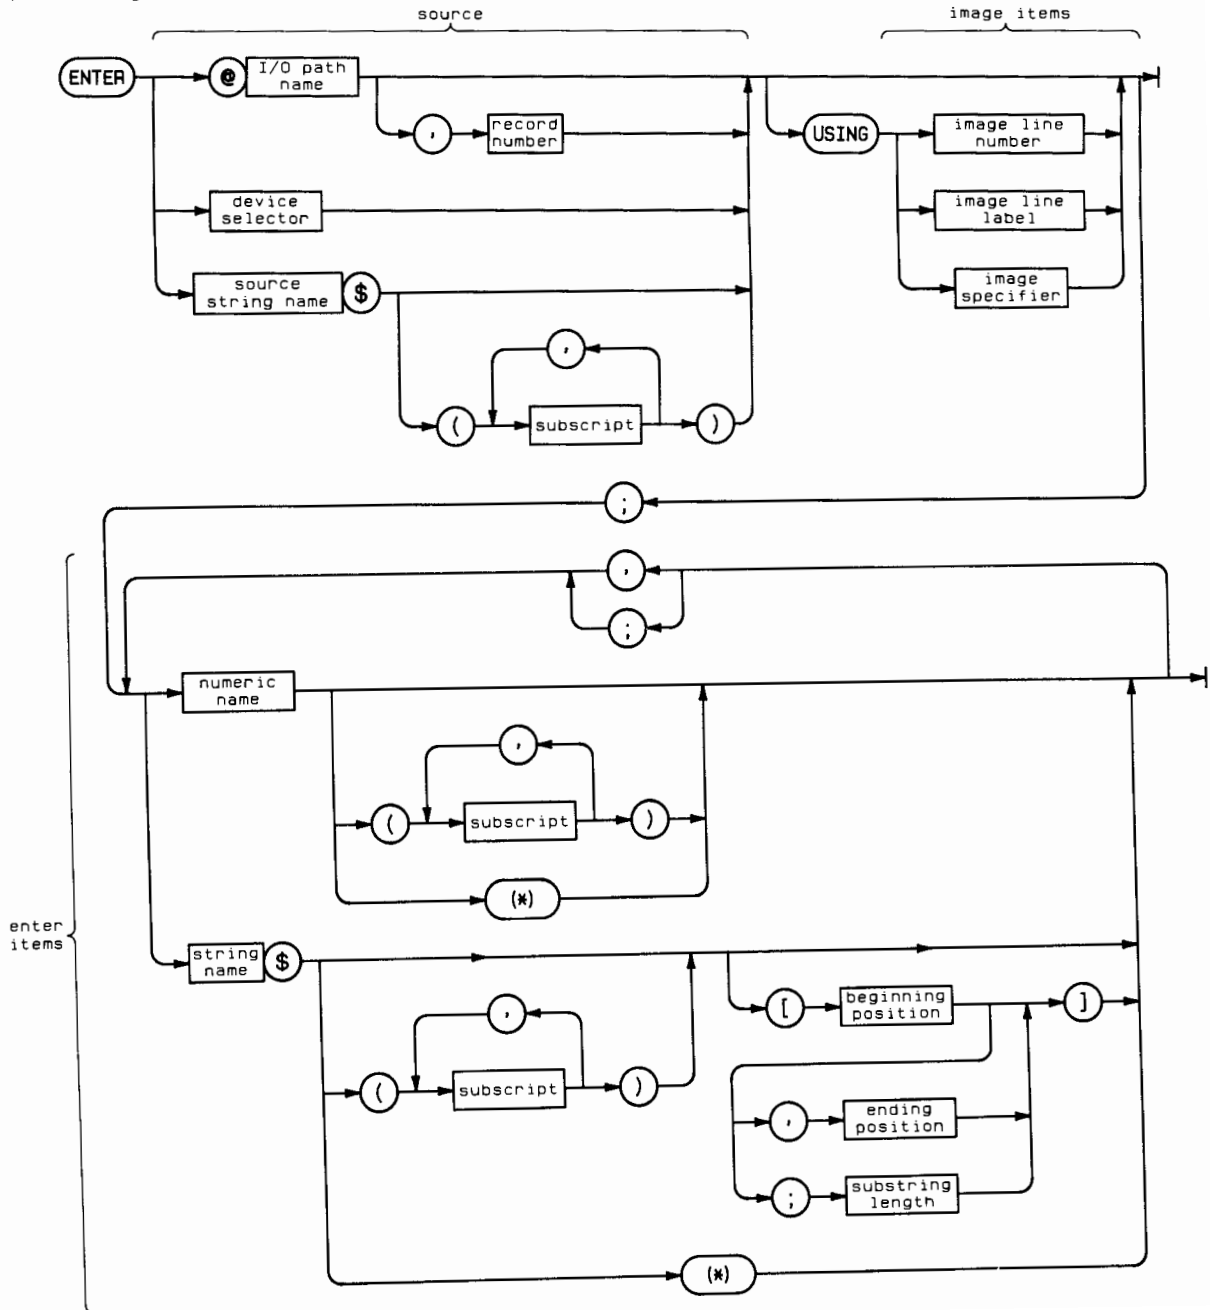 source
image items
ENTER
@
I/O path
name
,
record
number
USING
image line
number
device
selector
image line
label
source
string name
$
image
specifier
,
(
subscript
)
;
,
;
numeric
name
,
(
subscript
)
(*)
enter
items
string
name
$
[
beginning
position
]
,
(
subscript
)
,
ending
position
;
substring
length
(*)